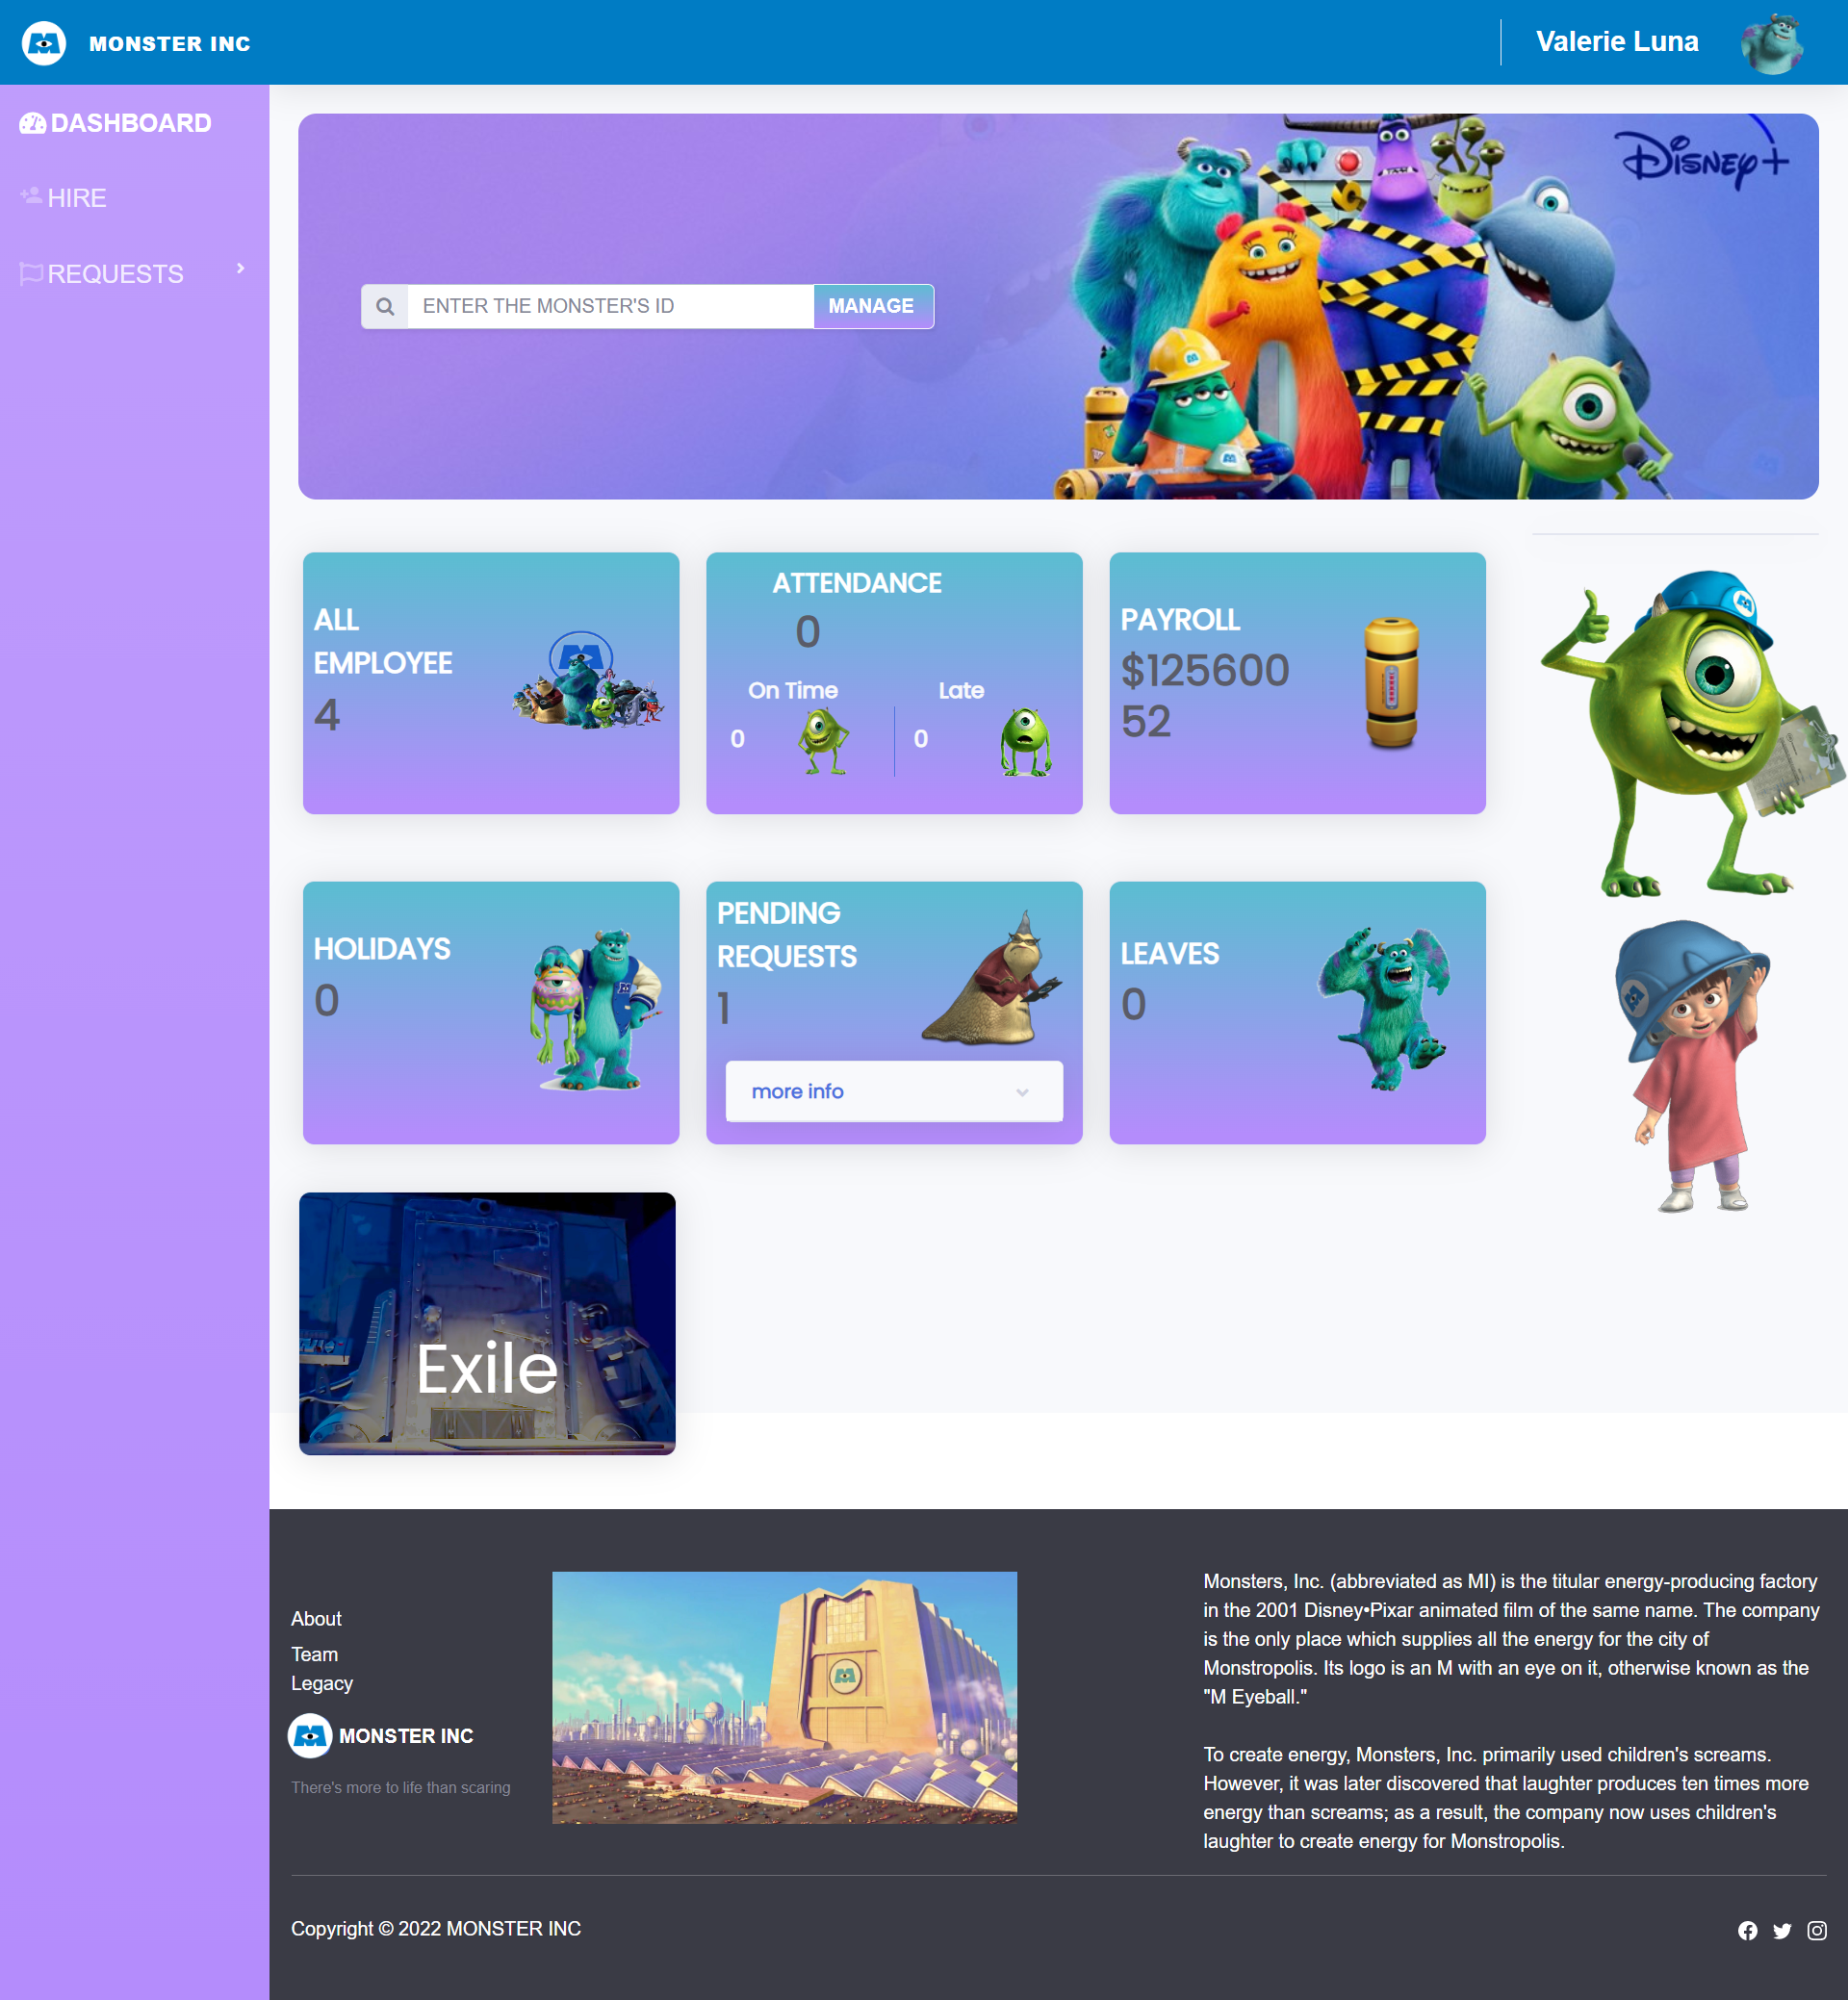 MONSTER INC
Valerie Luna
DASHBOARD
HIRE
REQUESTS
Disney+
ENTER THE MONSTER'S ID
MANAGE
ALL
EMPLOYEE
4
ATTENDANCE
0
On Time
Late
0
0
PAYROLL
$125600
52
HOLIDAYS
0
PENDING
REQUESTS
1
more info
LEAVES
0
Exile
About
Team
Legacy
MONSTER INC
There's more to life than scaring
Monsters, Inc. (abbreviated as MI) is the titular energy-producing factory
in the 2001 Disney•Pixar animated film of the same name. The company
is the only place which supplies all the energy for the city of
Monstropolis. Its logo is an M with an eye on it, otherwise known as the
"M Eyeball."
To create energy, Monsters, Inc. primarily used children's screams.
However, it was later discovered that laughter produces ten times more
energy than screams; as a result, the company now uses children's
laughter to create energy for Monstropolis.
Copyright © 2022 MONSTER INC